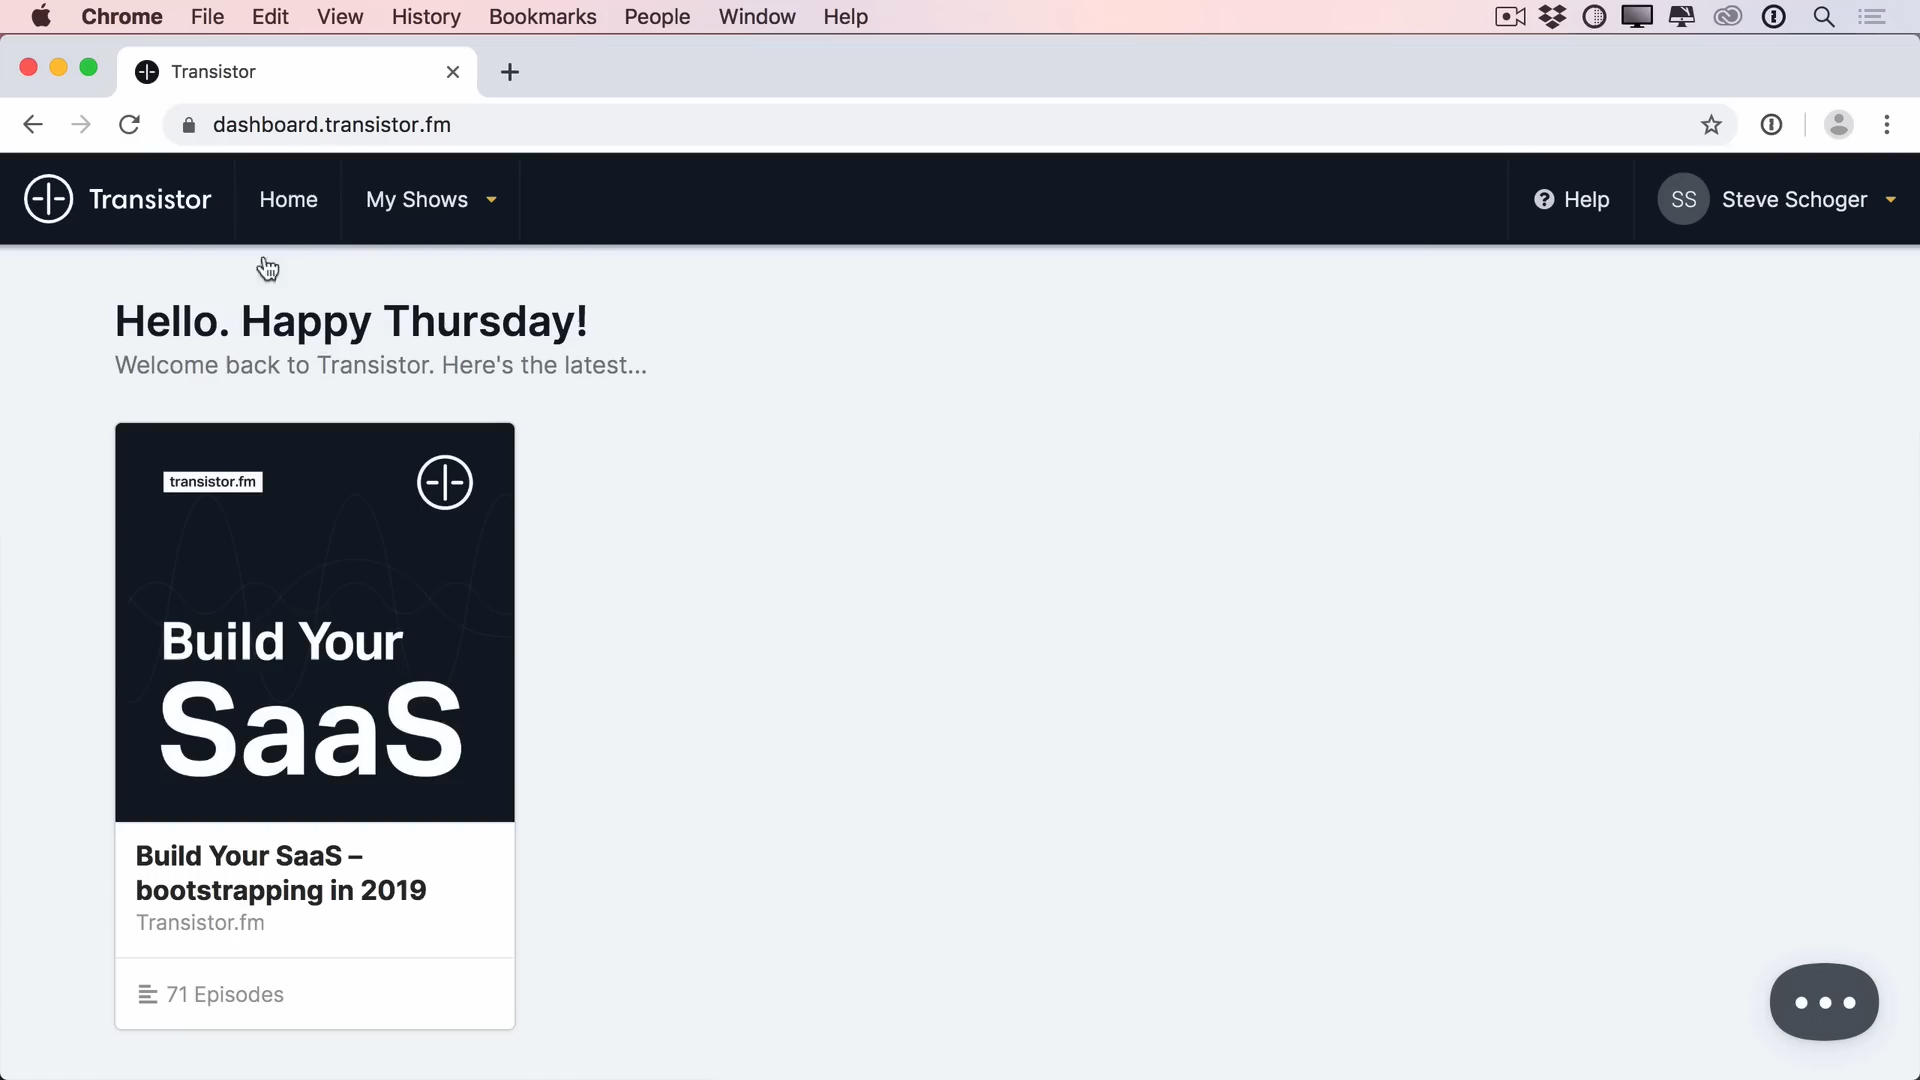 Chrome File Edit View History Bookmarks People Window Help
Transistor
dashboard.transistor.fm
Transistor Home My Shows Help SS Steve Schoger
Hello. Happy Thursday!
Welcome back to Transistor. Here's the latest...
transistor.fm
Build Your
SaaS
Build Your SaaS –
bootstrapping in 2019
Transistor.fm
71 Episodes